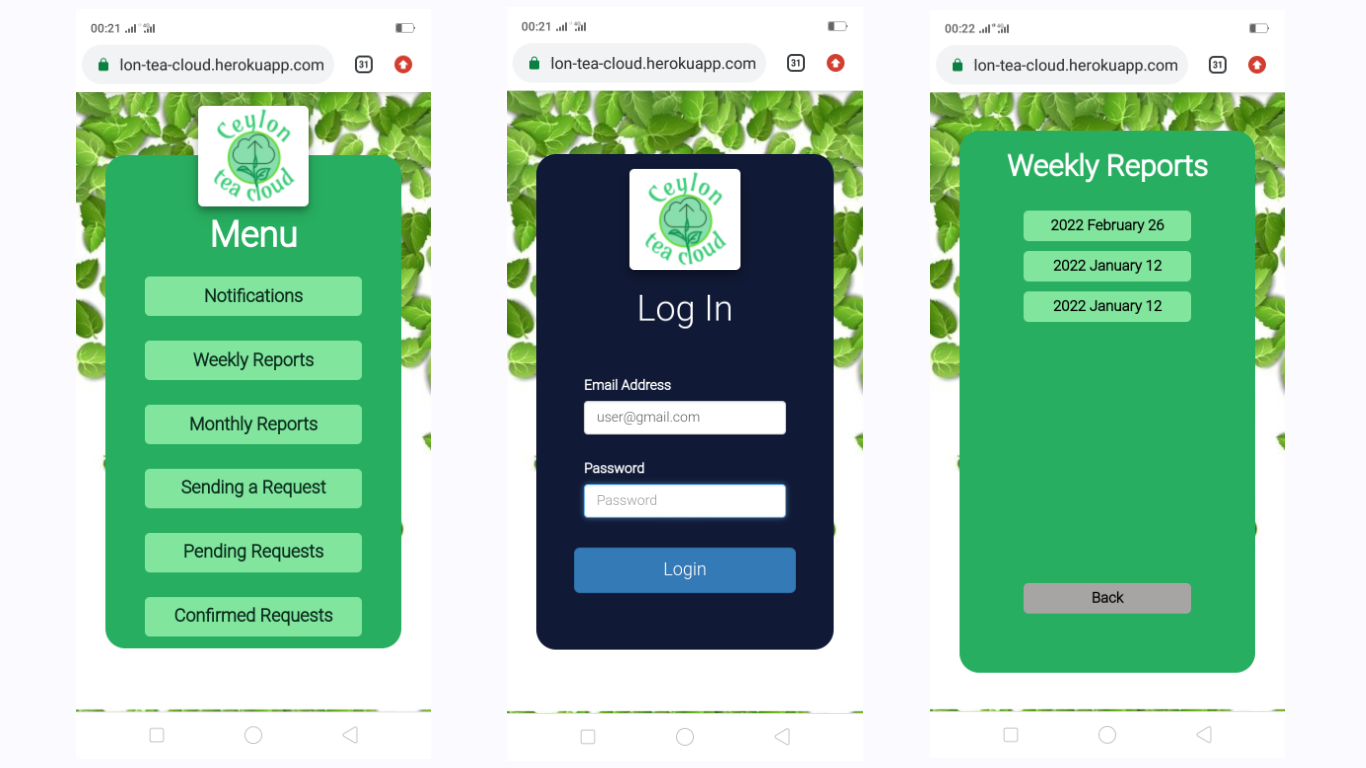 00:21
lon-tea-cloud.herokuapp.com
31
Ceylon
tea cloud
Menu
Notifications
Weekly Reports
Monthly Reports
Sending a Request
Pending Requests
Confirmed Requests
00:21
lon-tea-cloud.herokuapp.com
31
Ceylon
tea cloud
Log In
Email Address
user@gmail.com
Password
Password
Login
00:22
lon-tea-cloud.herokuapp.com
31
Weekly Reports
2022 February 26
2022 January 12
2022 January 12
Back